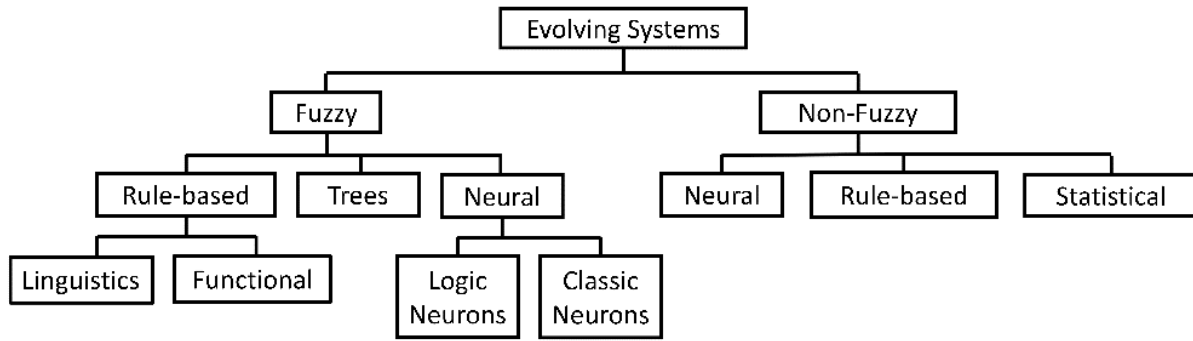 Evolving Systems
Fuzzy
Non-Fuzzy
Rule-based
Trees
Neural
Neural
Rule-based
Statistical
Linguistics
Functional
Logic
Neurons
Classic
Neurons